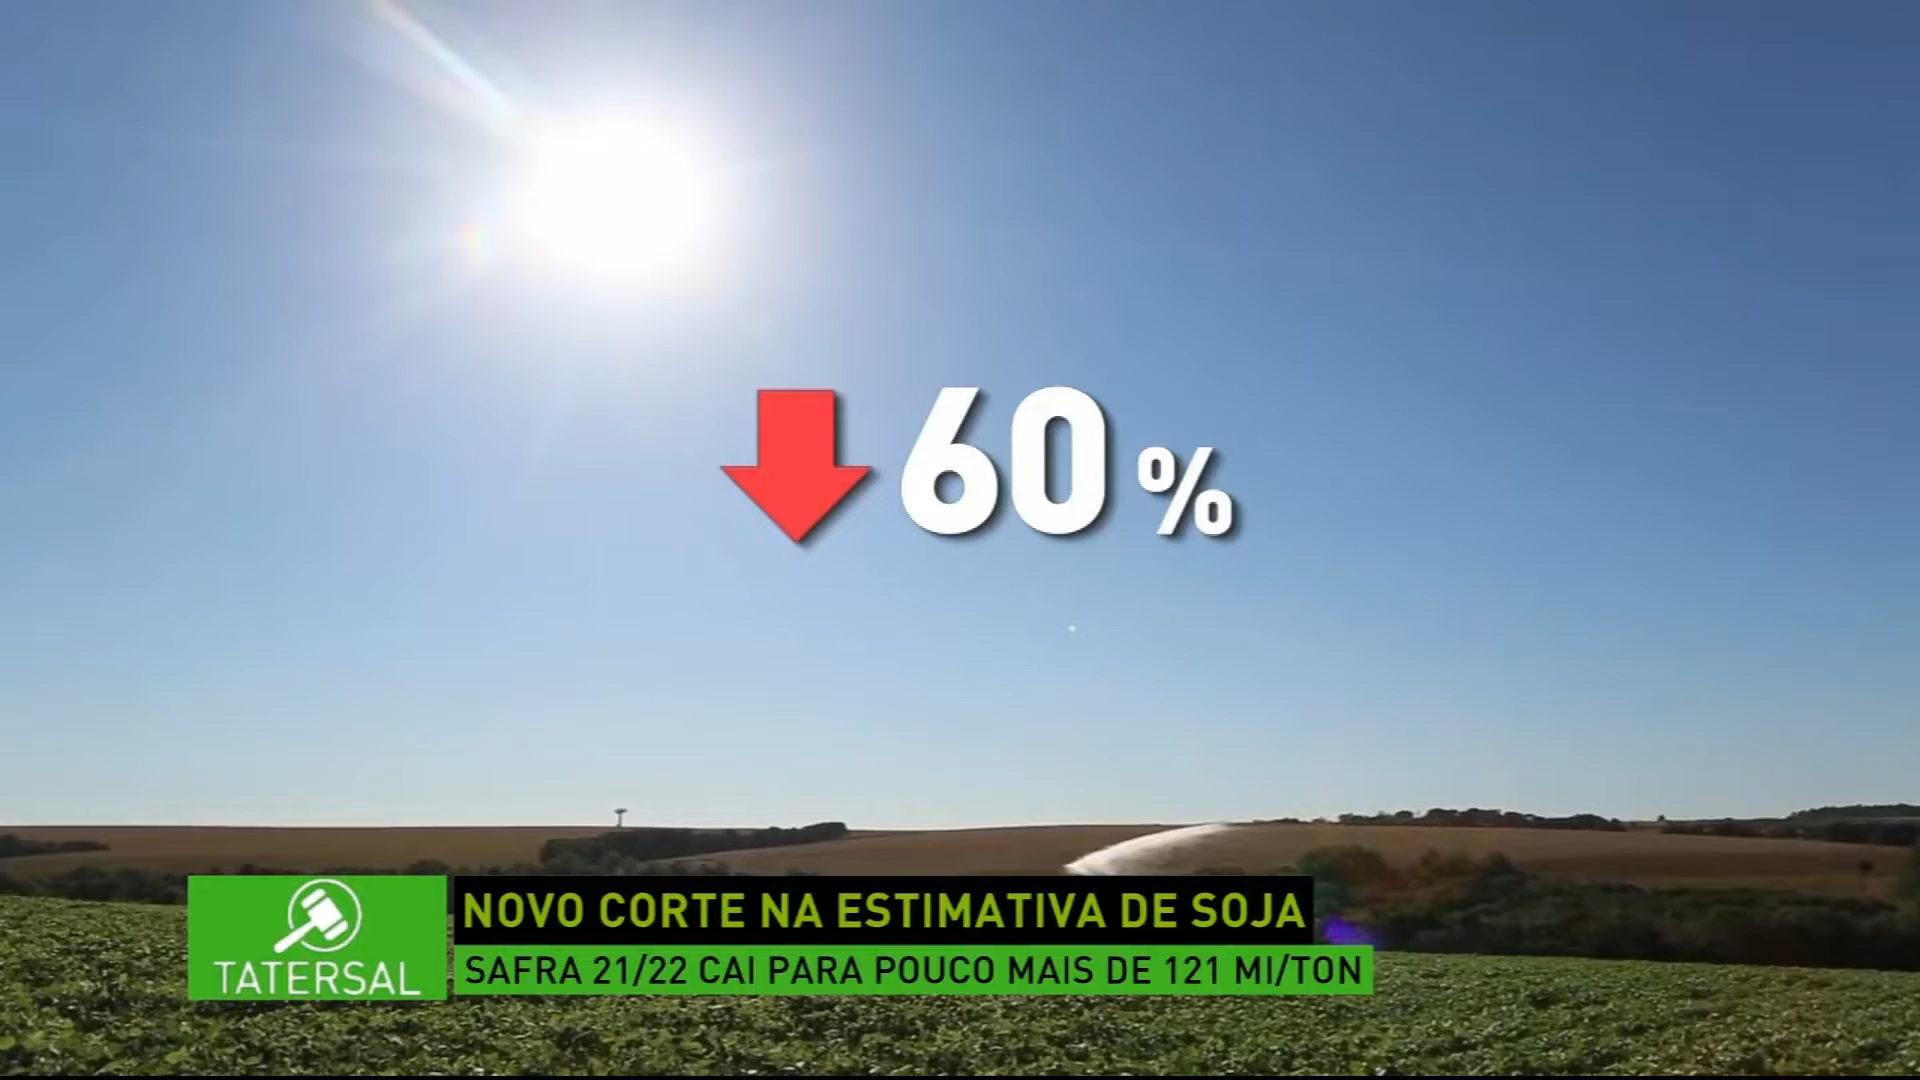 60 %
NOVO CORTE NA ESTIMATIVA DE SOJA
TATERSAL
SAFRA 21/22 CAI PARA POUCO MAIS DE 121 MI/TON